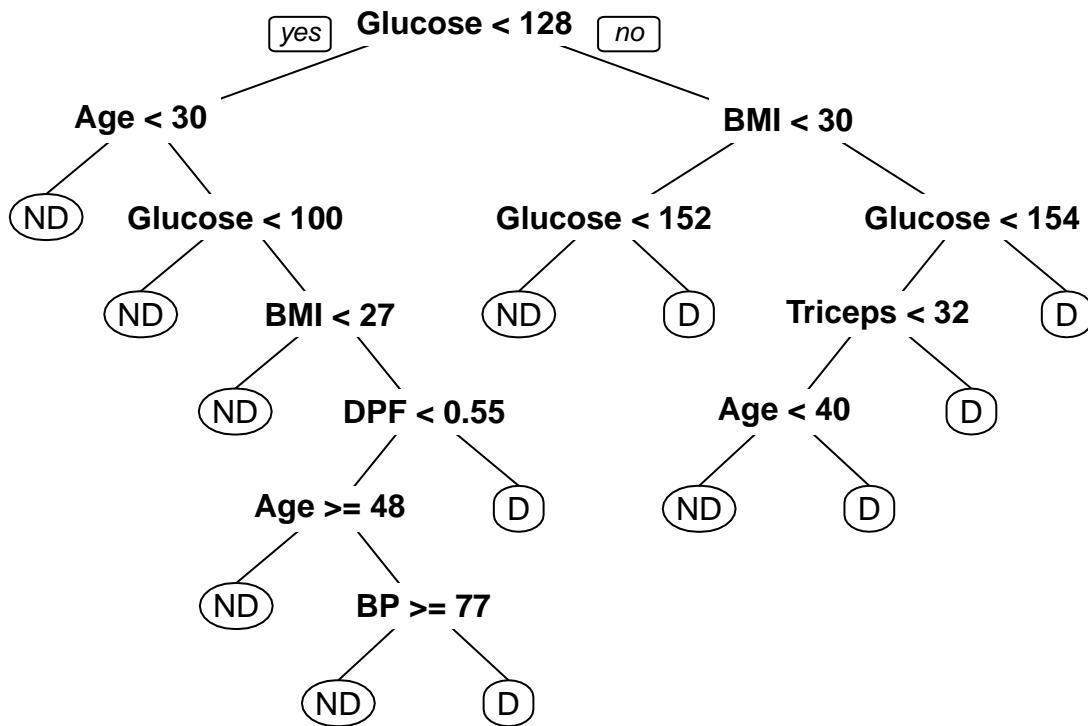 yes Glucose < 128 no
Age < 30 BMI < 30
ND Glucose < 100 Glucose < 152 Glucose < 154
ND BMI < 27 ND D Triceps < 32 D
ND DPF < 0.55 Age < 40 D
Age >= 48 D ND D
ND BP >= 77
ND D